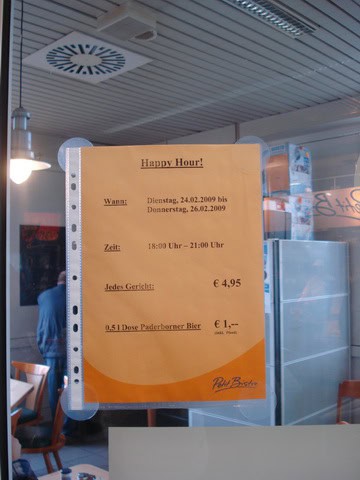 Happy Hour!
Wann: Dienstag, 24.02.2009 bis
Donnerstag, 26.02.2009
Zeit: 18:00 Uhr – 21:00 Uhr
Jedes Gericht: € 4,95
0,5 l Dose Paderborner Bier € 1,--